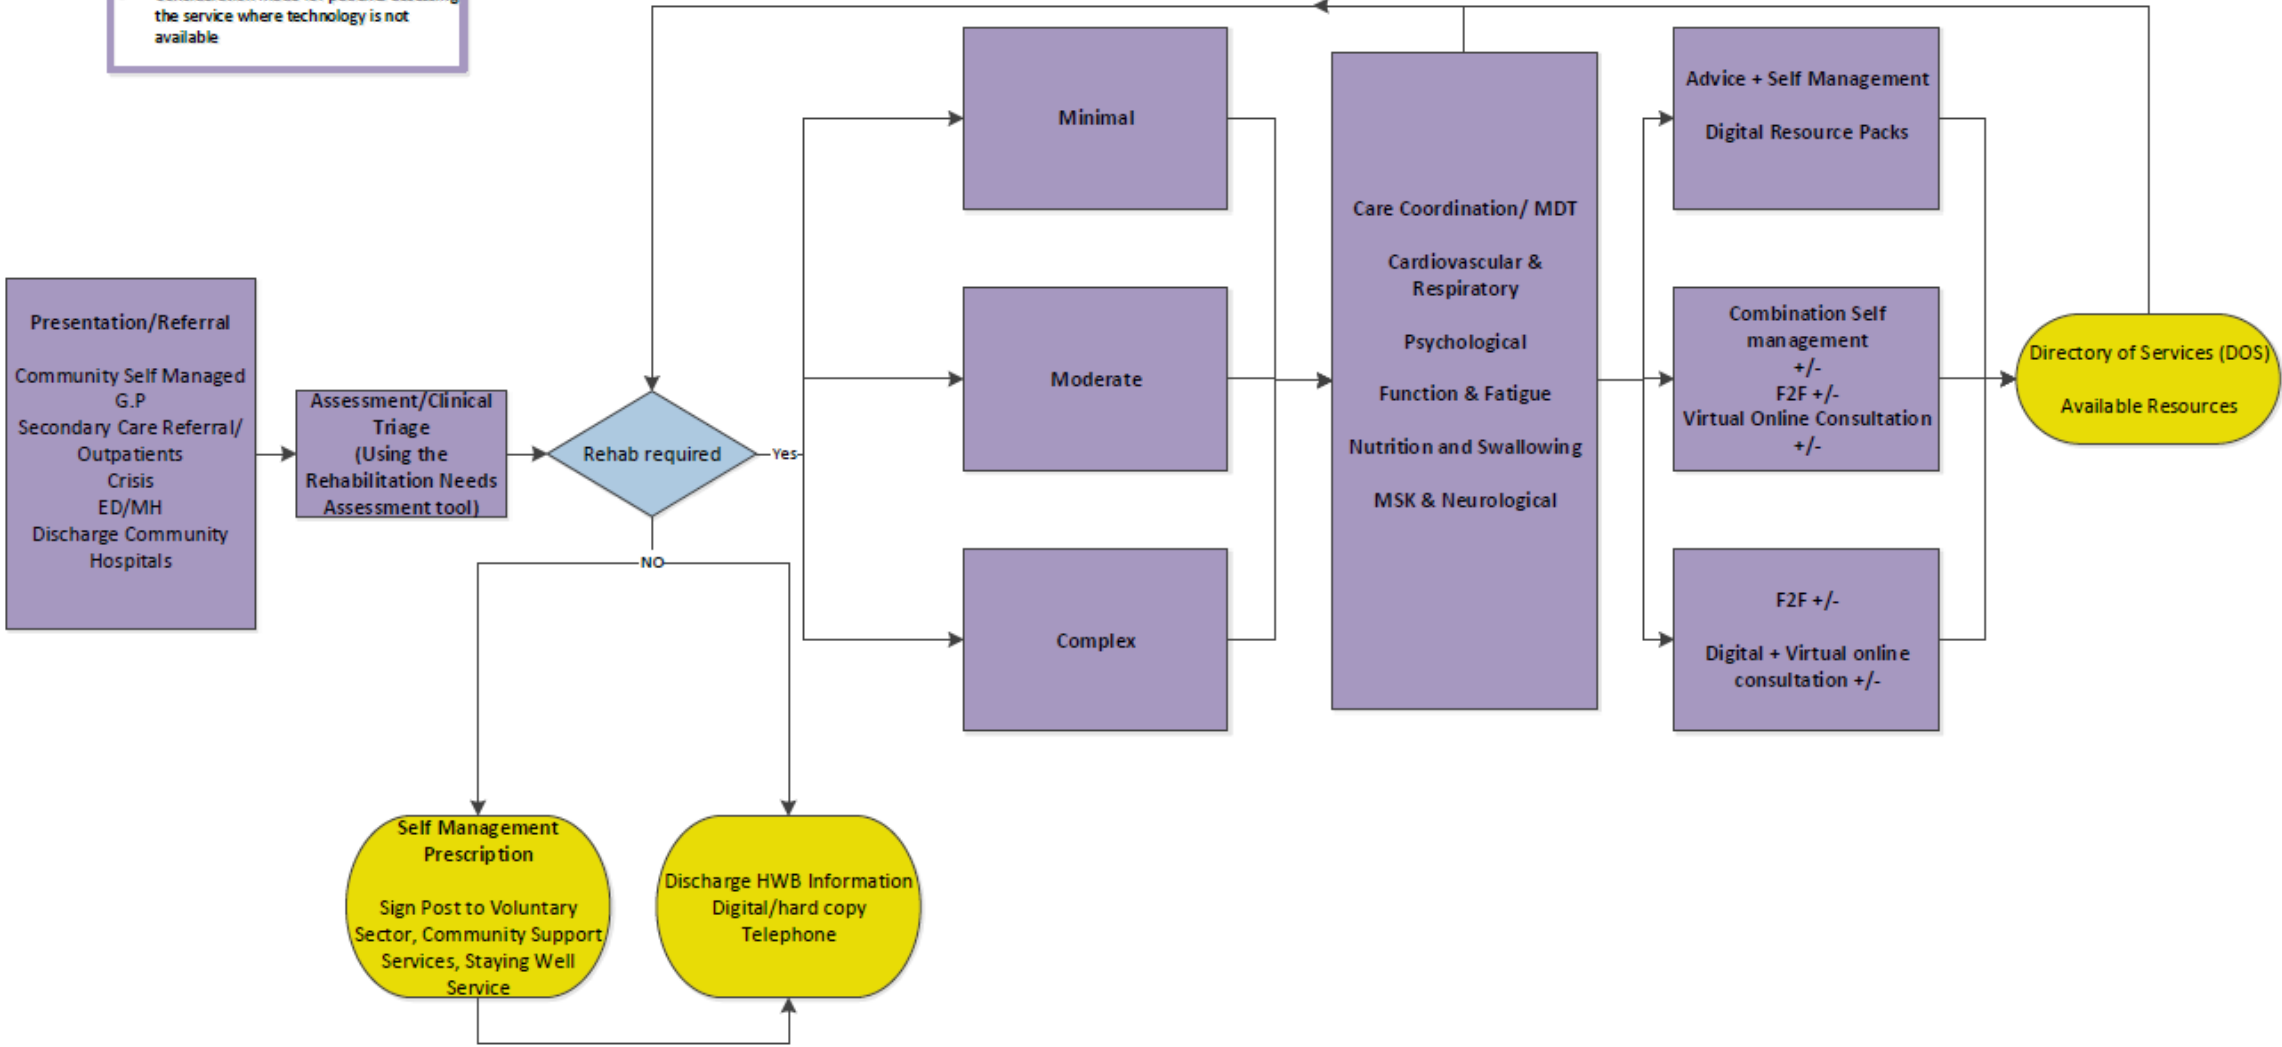 the service where technology is not
available
Presentation/Referral
Community Self Managed
G.P
Secondary Care Referral/
Outpatients
Crisis
ED/MH
Discharge Community
Hospitals
Assessment/Clinical
Triage
(Using the
Rehabilitation Needs
Assessment tool)
Rehab required
Yes
NO
Self Management
Prescription
Sign Post to Voluntary
Sector, Community Support
Services, Staying Well
Service
Discharge HWB Information
Digital/hard copy
Telephone
Minimal
Moderate
Complex
Care Coordination/ MDT
Cardiovascular &
Respiratory
Psychological
Function & Fatigue
Nutrition and Swallowing
MSK & Neurological
Advice + Self Management
Digital Resource Packs
Combination Self
management
+/-
F2F +/-
Virtual Online Consultation
+/-
F2F +/-
Digital + Virtual online
consultation +/-
Directory of Services (DOS)
Available Resources